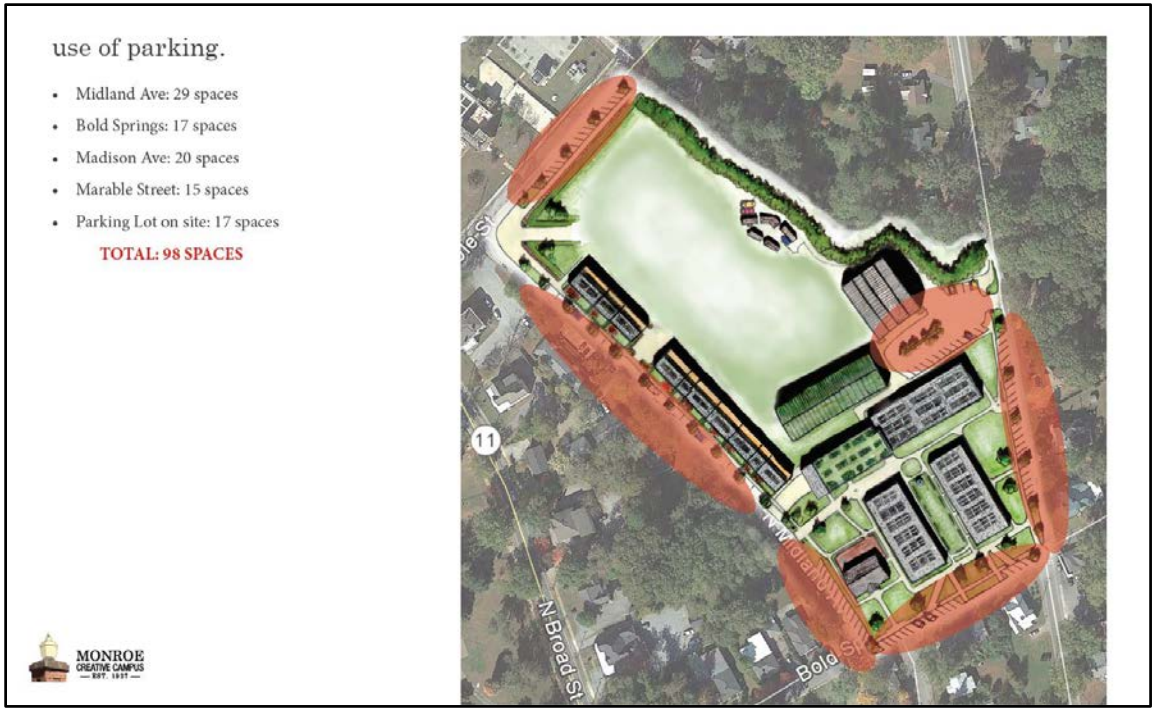 use of parking.
• Midland Ave: 29 spaces
• Bold Springs: 17 spaces
• Madison Ave: 20 spaces
• Marable Street: 15 spaces
• Parking Lot on site: 17 spaces
TOTAL: 98 SPACES
ble St
11
N Midland
N Broad St
Bold S
MONROE
CREATIVE CAMPUS
— EST. 1937 —